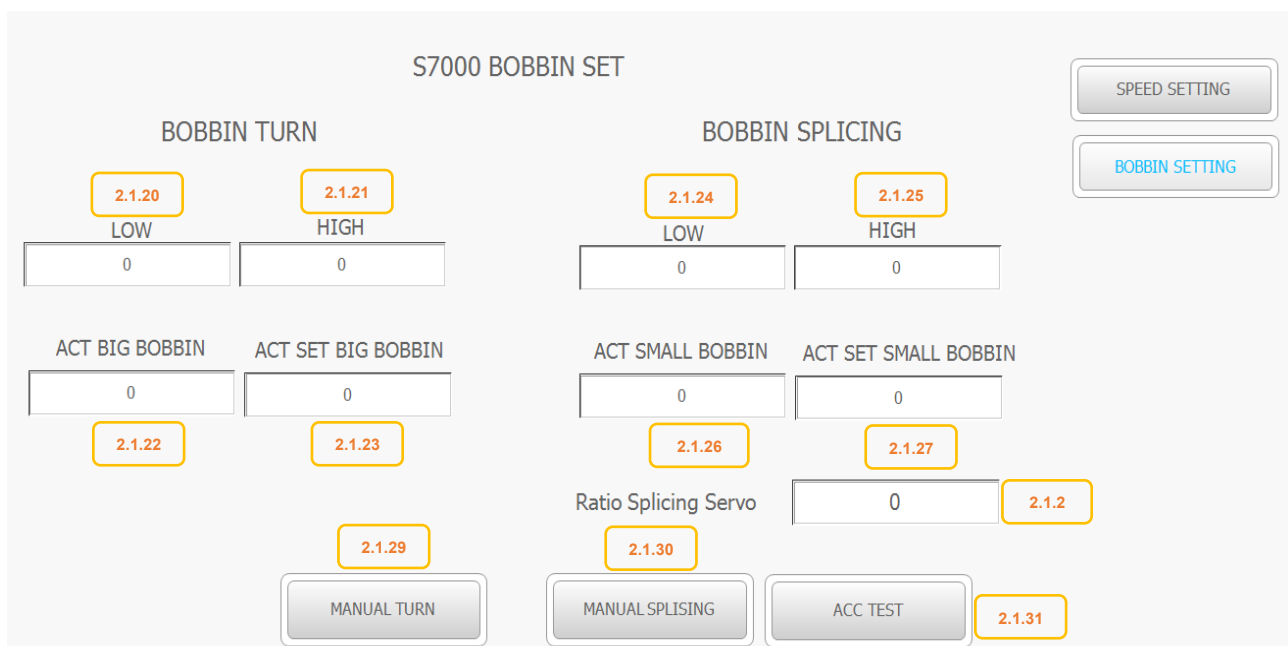 S7000 BOBBIN SET
SPEED SETTING
BOBBIN SETTING
BOBBIN TURN
BOBBIN SPLICING
2.1.20 2.1.21 2.1.24 2.1.25
LOW HIGH LOW HIGH
0 0 0 0
ACT BIG BOBBIN ACT SET BIG BOBBIN ACT SMALL BOBBIN ACT SET SMALL BOBBIN
0 0 0 0
2.1.22 2.1.23 2.1.26 2.1.27
Ratio Splicing Servo 0 2.1.2
2.1.29 2.1.30
MANUAL TURN MANUAL SPLISING ACC TEST 2.1.31